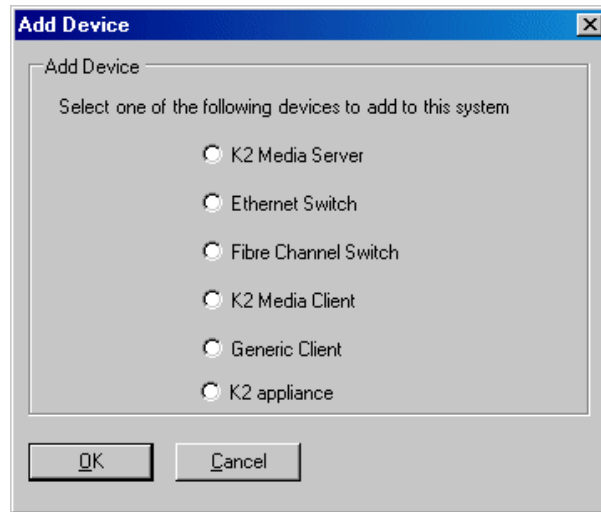 Add Device
Add Device
Select one of the following devices to add to this system
K2 Media Server
Ethernet Switch
Fibre Channel Switch
K2 Media Client
Generic Client
K2 appliance
OK Cancel